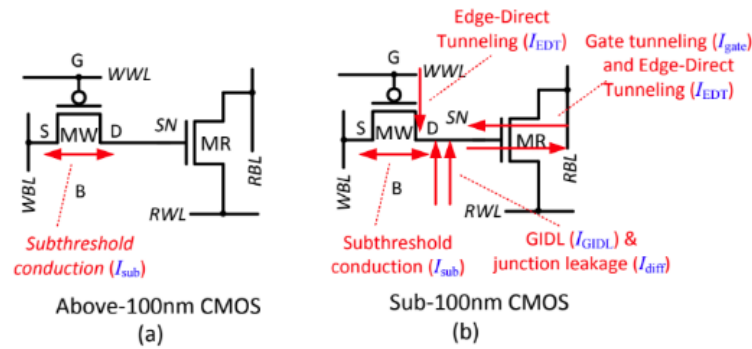 G
WWL
S
MW
D
SN
MR
WBL
B
RBL
RWL
Subthreshold
conduction (Isub)
Above-100nm CMOS
(a)
Edge-Direct
Tunneling (IEDT)
Gate tunneling (Igate)
and Edge-Direct
Tunneling (IEDT)
G
WWL
S
MW
D
SN
MR
WBL
B
RBL
RWL
Subthreshold
conduction (Isub)
GIDL (IGIDL) &
junction leakage (Idiff)
Sub-100nm CMOS
(b)